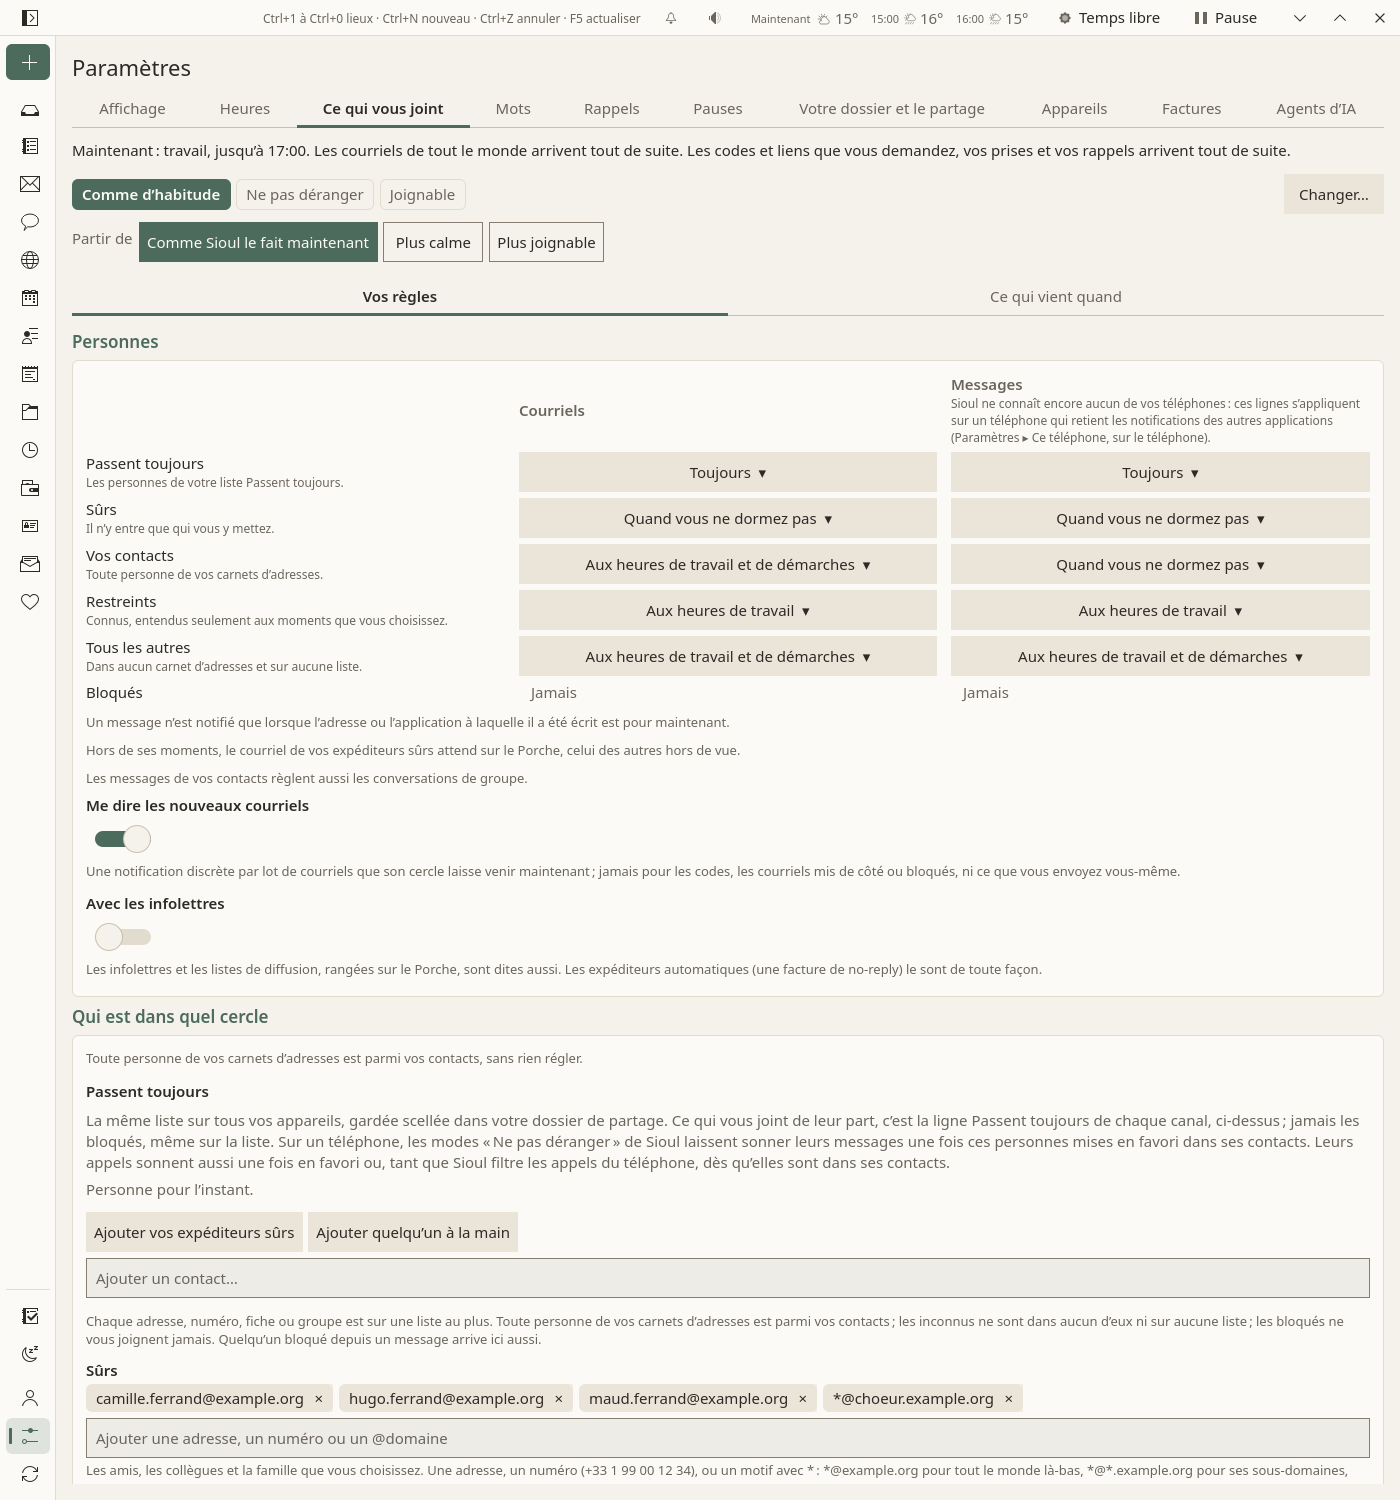 Ctrl+1 à Ctrl+0 lieux · Ctrl+N nouveau · Ctrl+Z annuler · F5 actualiser
Maintenant 15° 15:00 16° 16:00 15°
Temps libre
Pause
Paramètres
Affichage
Heures
Ce qui vous joint
Mots
Rappels
Pauses
Votre dossier et le partage
Appareils
Factures
Agents d’IA
Maintenant : travail, jusqu’à 17:00. Les courriels de tout le monde arrivent tout de suite. Les codes et liens que vous demandez, vos prises et vos rappels arrivent tout de suite.
Comme d’habitude
Ne pas déranger
Joignable
Changer…
Partir de
Comme Sioul le fait maintenant
Plus calme
Plus joignable
Vos règles
Ce qui vient quand
Personnes
Courriels
Messages
Sioul ne connaît encore aucun de vos téléphones : ces lignes s’appliquent
sur un téléphone qui retient les notifications des autres applications
(Paramètres ▸ Ce téléphone, sur le téléphone).
Passent toujours
Les personnes de votre liste Passent toujours.
Toujours ▾
Toujours ▾
Sûrs
Il n’y entre que qui vous y mettez.
Quand vous ne dormez pas ▾
Quand vous ne dormez pas ▾
Vos contacts
Toute personne de vos carnets d’adresses.
Aux heures de travail et de démarches ▾
Quand vous ne dormez pas ▾
Restreints
Connus, entendus seulement aux moments que vous choisissez.
Aux heures de travail ▾
Aux heures de travail ▾
Tous les autres
Dans aucun carnet d’adresses et sur aucune liste.
Aux heures de travail et de démarches ▾
Aux heures de travail et de démarches ▾
Bloqués
Jamais
Jamais
Un message n’est notifié que lorsque l’adresse ou l’application à laquelle il a été écrit est pour maintenant.
Hors de ses moments, le courriel de vos expéditeurs sûrs attend sur le Porche, celui des autres hors de vue.
Les messages de vos contacts règlent aussi les conversations de groupe.
Me dire les nouveaux courriels
Une notification discrète par lot de courriels que son cercle laisse venir maintenant ; jamais pour les codes, les courriels mis de côté ou bloqués, ni ce que vous envoyez vous-même.
Avec les infolettres
Les infolettres et les listes de diffusion, rangées sur le Porche, sont dites aussi. Les expéditeurs automatiques (une facture de no-reply) le sont de toute façon.
Qui est dans quel cercle
Toute personne de vos carnets d’adresses est parmi vos contacts, sans rien régler.
Passent toujours
La même liste sur tous vos appareils, gardée scellée dans votre dossier de partage. Ce qui vous joint de leur part, c’est la ligne Passent toujours de chaque canal, ci-dessus ; jamais les
bloqués, même sur la liste. Sur un téléphone, les modes « Ne pas déranger » de Sioul laissent sonner leurs messages une fois ces personnes mises en favori dans ses contacts. Leurs
appels sonnent aussi une fois en favori ou, tant que Sioul filtre les appels du téléphone, dès qu’elles sont dans ses contacts.
Personne pour l’instant.
Ajouter vos expéditeurs sûrs
Ajouter quelqu’un à la main
Ajouter un contact…
Chaque adresse, numéro, fiche ou groupe est sur une liste au plus. Toute personne de vos carnets d’adresses est parmi vos contacts ; les inconnus ne sont dans aucun d’eux ni sur aucune liste ; les bloqués ne
vous joignent jamais. Quelqu’un bloqué depuis un message arrive ici aussi.
Sûrs
camille.ferrand@example.org ×
hugo.ferrand@example.org ×
maud.ferrand@example.org ×
*@choeur.example.org ×
Ajouter une adresse, un numéro ou un @domaine
Les amis, les collègues et la famille que vous choisissez. Une adresse, un numéro (+33 1 99 00 12 34), ou un motif avec * : *@example.org pour tout le monde là-bas, *@*.example.org pour ses sous-domaines,